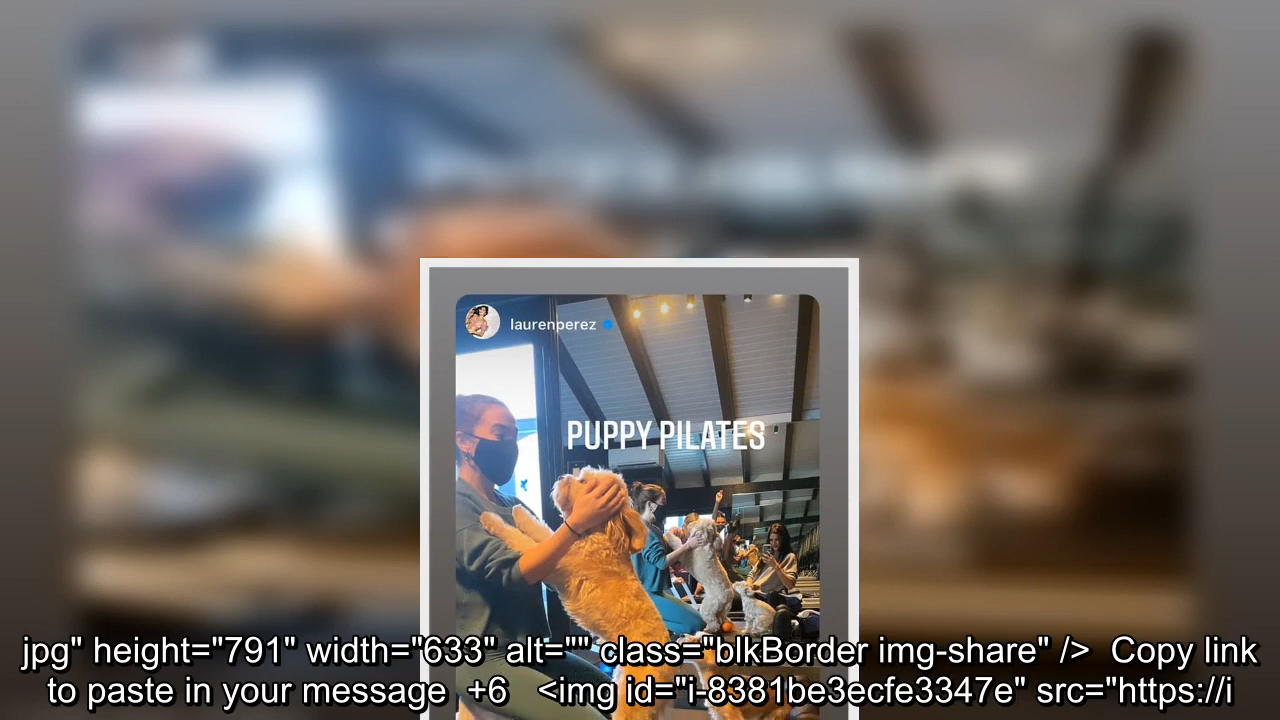 laurenperez
PUPPY PILATES
jpg" height="791" width="633" alt="" class="blkBorder img-share" />  Copy link
to paste in your message  +6   <img id="i-8381be3ecfe3347e" src="https://i